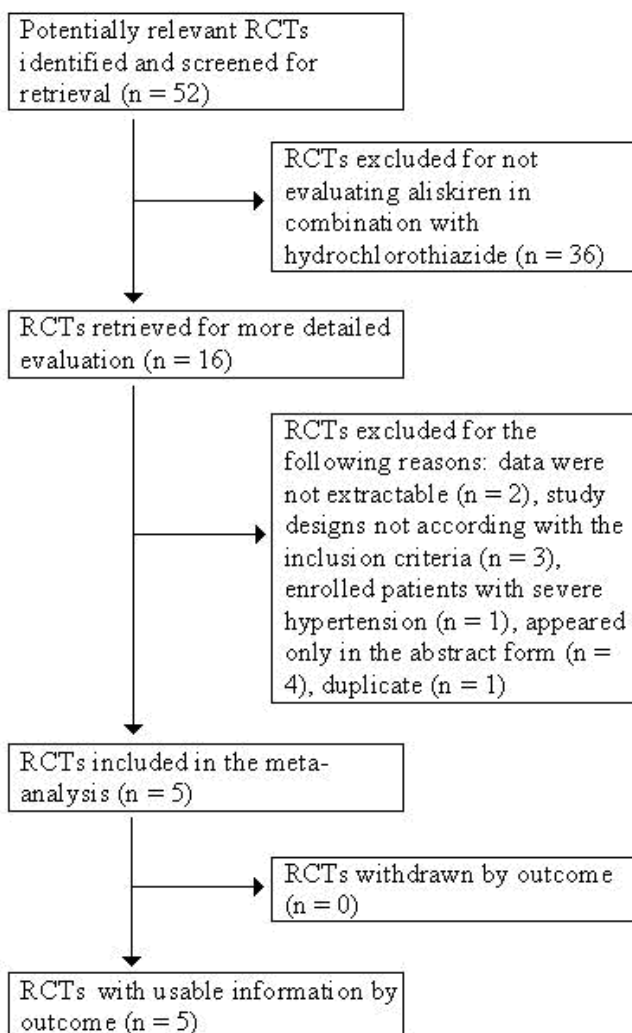 Potentially relevant RCTs
identified and screened for
retrieval (n = 52)
RCTs excluded for not
evaluating aliskiren in
combination with
hydrochlorothiazide (n = 36)
RCTs retrieved for more detailed
evaluation (n = 16)
RCTs excluded for the
following reasons: data were
not extractable (n = 2), study
designs not according with the
inclusion criteria (n = 3),
enrolled patients with severe
hypertension (n = 1), appeared
only in the abstract form (n =
4), duplicate (n = 1)
RCTs included in the meta-
analysis (n = 5)
RCTs withdrawn by outcome
(n = 0)
RCTs with usable information by
outcome (n = 5)